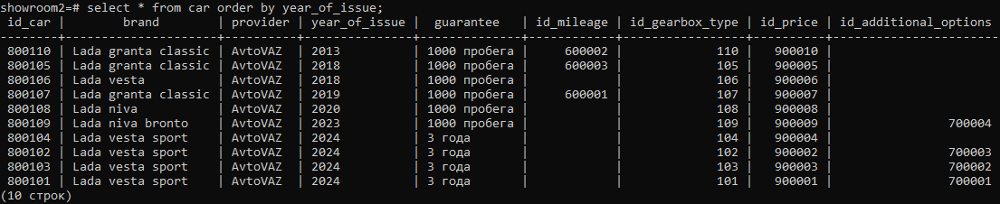 showroom2=# select * from car order by year_of_issue;
 id_car |       brand        | provider | year_of_issue |  guarantee   | id_mileage | id_gearbox_type | id_price | id_additional_options
--------+--------------------+----------+---------------+--------------+------------+-----------------+----------+-----------------------
 800110 | Lada granta classic | AvtoVAZ | 2013 | 1000 пробега | 600002 | 110 | 900010 |
 800105 | Lada granta classic | AvtoVAZ | 2018 | 1000 пробега | 600003 | 105 | 900005 |
 800106 | Lada vesta | AvtoVAZ | 2018 | 1000 пробега | | 106 | 900006 |
 800107 | Lada granta classic | AvtoVAZ | 2019 | 1000 пробега | 600001 | 107 | 900007 |
 800108 | Lada niva | AvtoVAZ | 2020 | 1000 пробега | | 108 | 900008 |
 800109 | Lada niva bronto | AvtoVAZ | 2023 | 1000 пробега | | 109 | 900009 | 700004
 800104 | Lada vesta sport | AvtoVAZ | 2024 | 3 года | | 104 | 900004 |
 800102 | Lada vesta sport | AvtoVAZ | 2024 | 3 года | | 102 | 900002 | 700003
 800103 | Lada vesta sport | AvtoVAZ | 2024 | 3 года | | 103 | 900003 | 700002
 800101 | Lada vesta sport | AvtoVAZ | 2024 | 3 года | | 101 | 900001 | 700001
(10 строк)